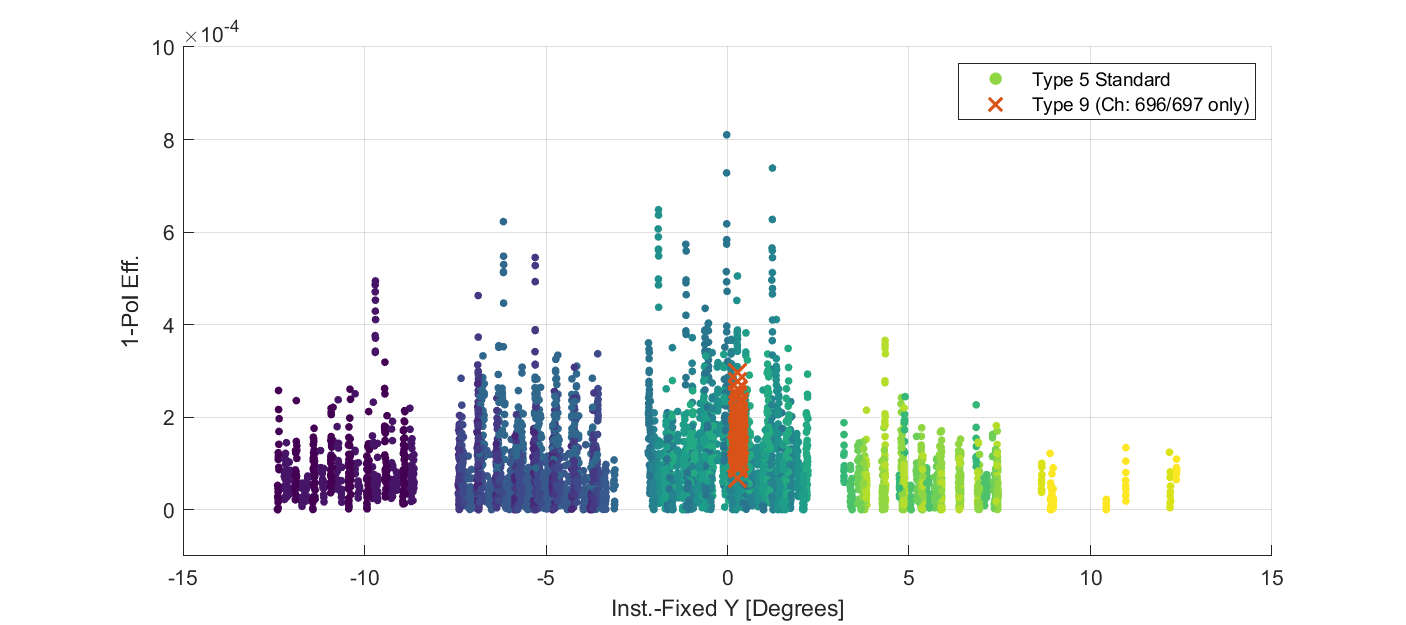 ×10-4
10
8
6
4
2
0
1-Pol Eff.
Type 5 Standard
Type 9 (Ch: 696/697 only)
-15 -10 -5 0 5 10 15
Inst.-Fixed Y [Degrees]